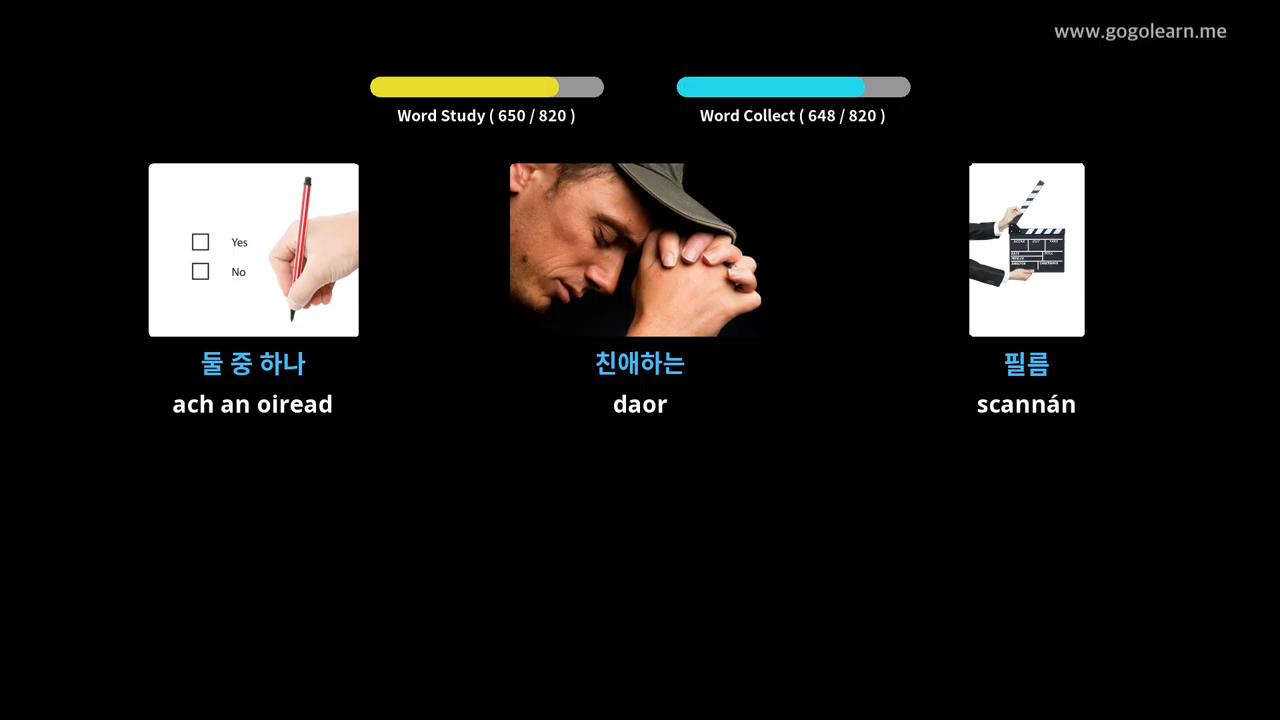 www.gogolearn.me
Word Study ( 650 / 820 )
Word Collect ( 648 / 820 )
Yes
No
둘 중 하나
친애하는
필름
ach an oiread
daor
scannán